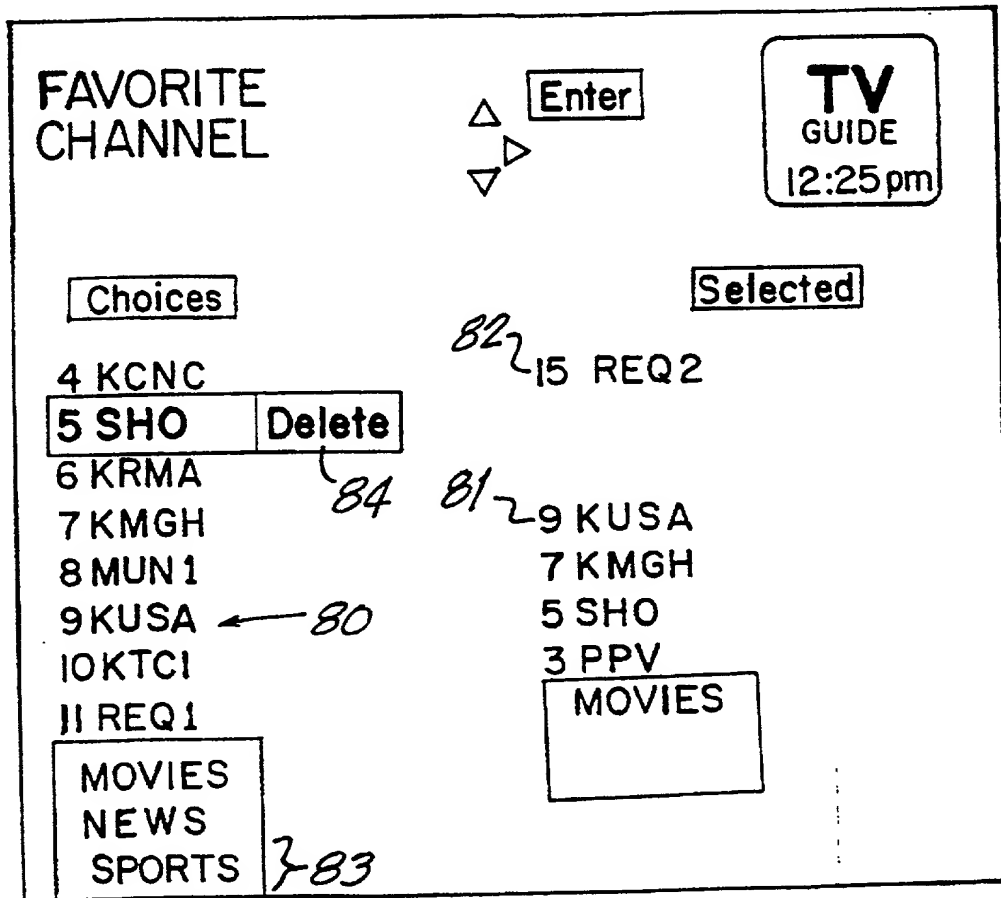 FAVORITE
CHANNEL
Enter
TV
GUIDE
12:25pm
Choices
Selected
4 KCNC
5 SHO Delete
6 KRMA
7 KMGH
8 MUN1
9 KUSA
10 KTCI
11 REQ1
MOVIES
NEWS
SPORTS
83
84
80
82
15 REQ2
81
9 KUSA
7 KMGH
5 SHO
3 PPV
MOVIES